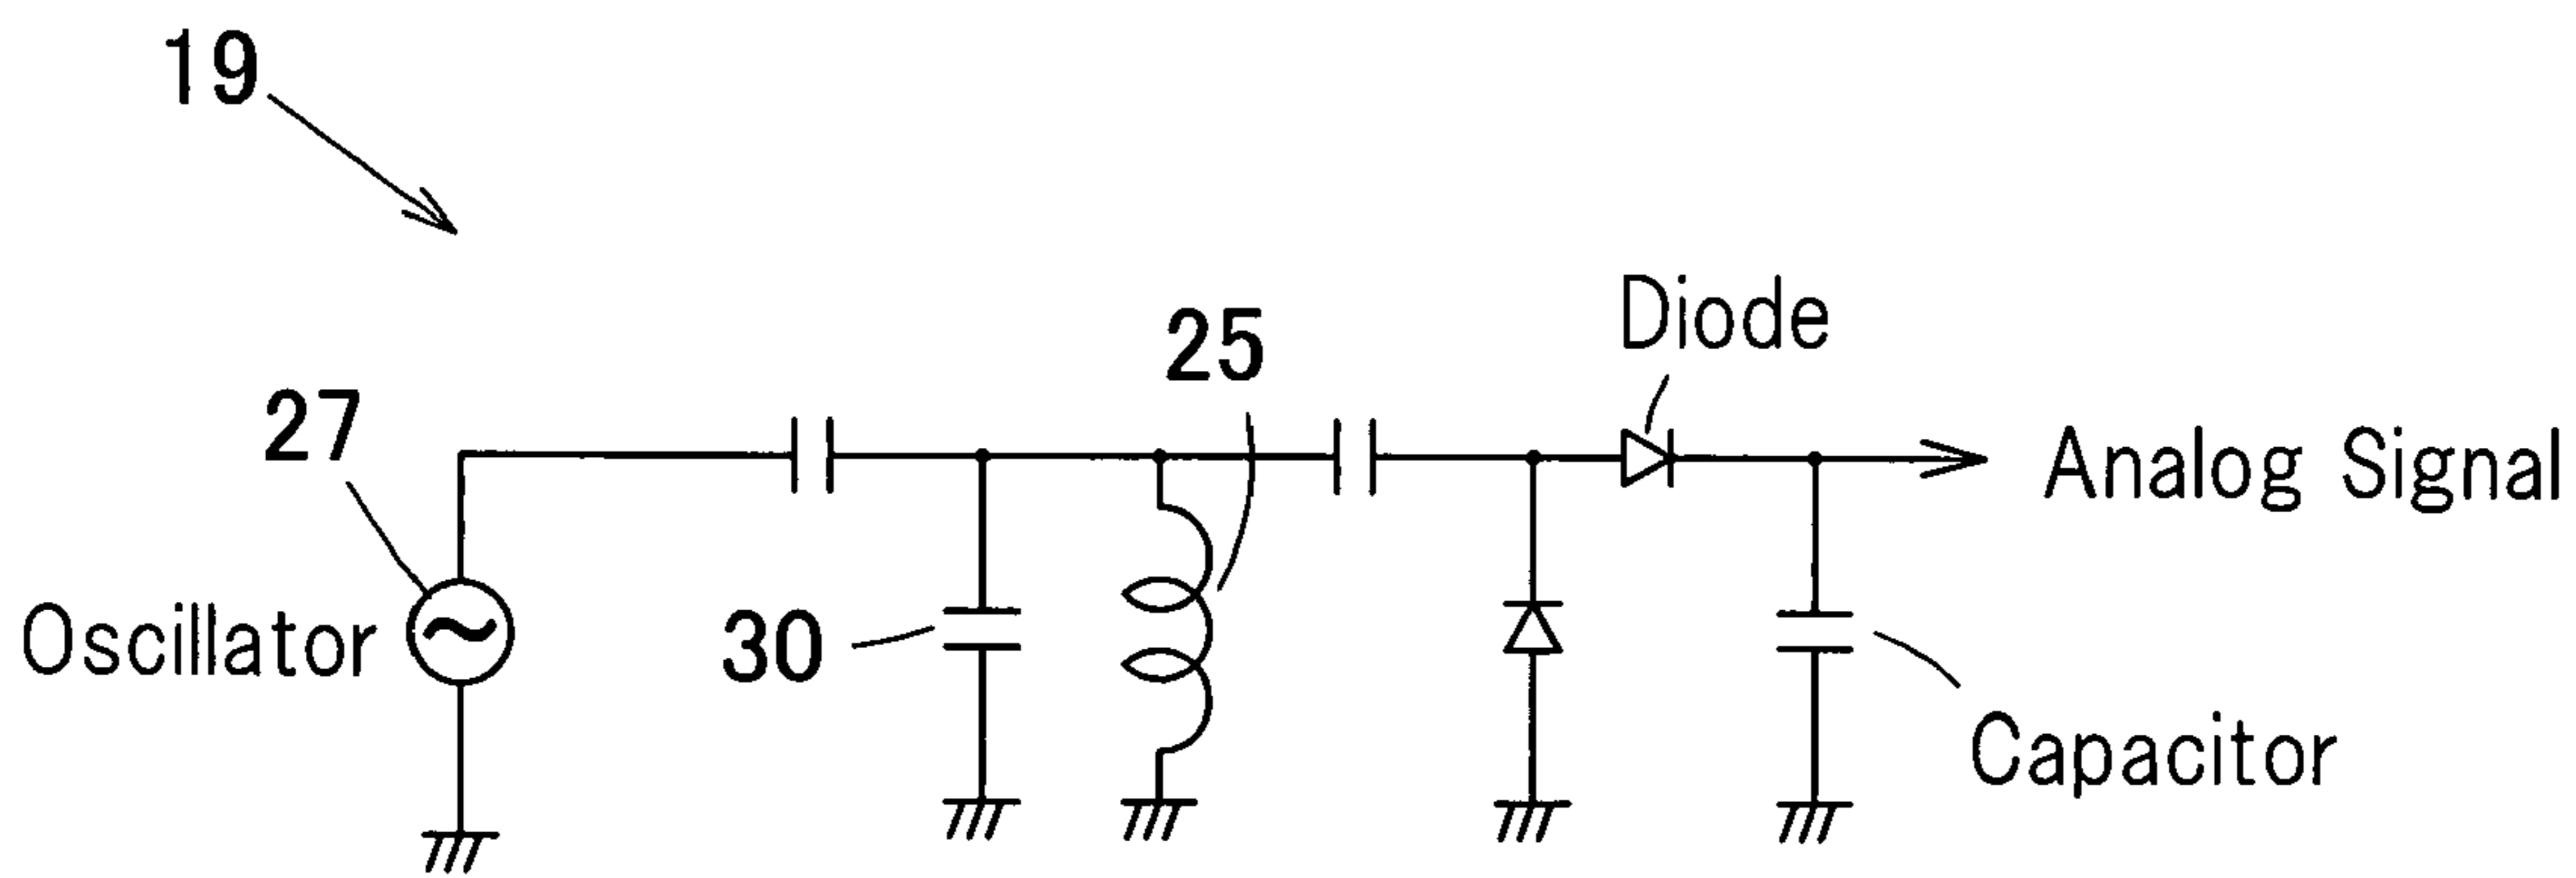 19
Diode
25
27
Analog Signal
Oscillator
30
Capacitor